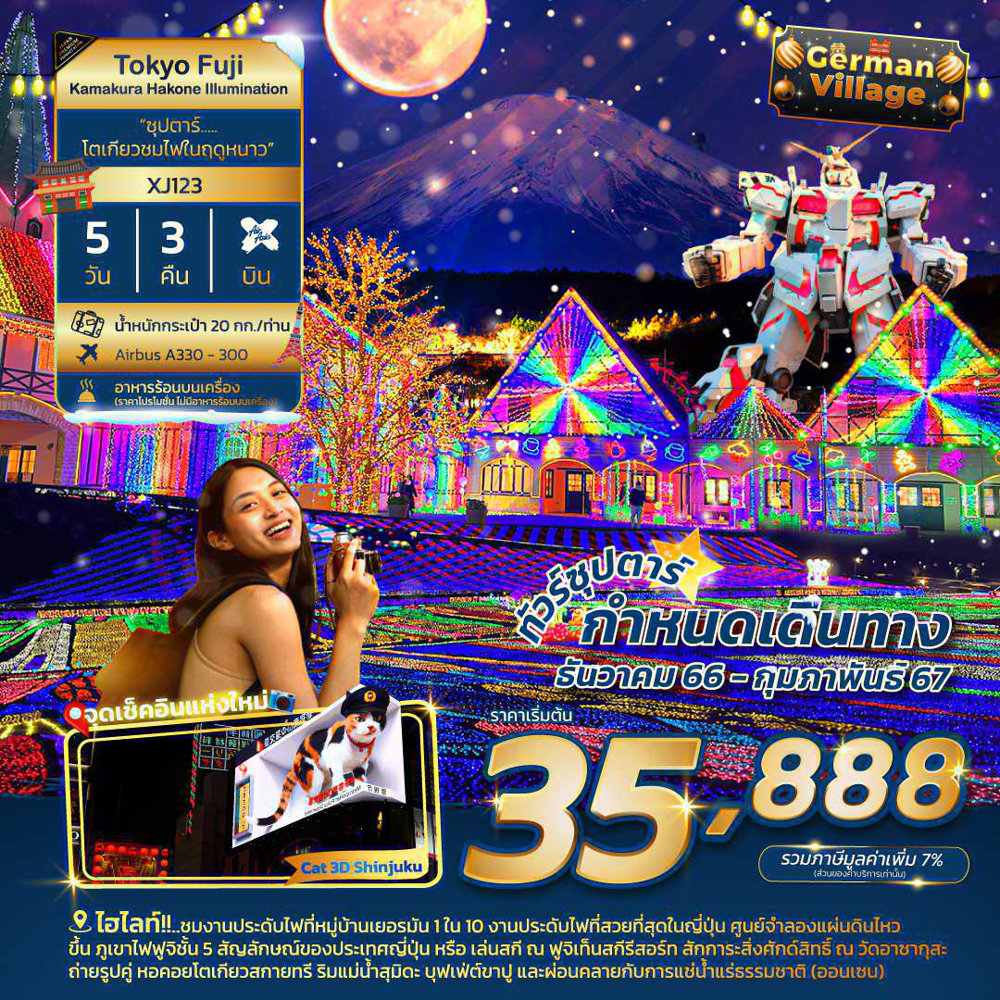 JAPAN
PREMIUM
Tokyo Fuji
Kamakura Hakone Illumination
“ซุปตาร์.....
โตเกียวชมไฟในฤดูหนาว”
XJ123
5
วัน
3
คืน
Air
Asia
X
บิน
น้ำหนักกระเป๋า 20 กก./ท่าน
Airbus A330 - 300
อาหารร้อนบนเครื่อง
(ราคาโปรโมชั่น ไม่มีอาหารร้อนบนเครื่อง)
German
Village
ทัวร์ซุปตาร์
กำหนดเดินทาง
ธันวาคม 66 - กุมภาพันธ์ 67
จุดเช็คอินแห่งใหม่
Cat 3D Shinjuku
ราคาเริ่มต้น
35,888
รวมภาษีมูลค่าเพิ่ม 7%
(ส่วนของค่าบริการเท่านั้น)
ไฮไลท์!!...ชมงานประดับไฟที่หมู่บ้านเยอรมัน 1 ใน 10 งานประดับไฟที่สวยที่สุดในญี่ปุ่น ศูนย์จำลองแผ่นดินไหว
ขึ้น ภูเขาไฟฟูจิชั้น 5 สัญลักษณ์ของประเทศญี่ปุ่น หรือ เล่นสกี ณ ฟูจิเท็นสกีรีสอร์ท สักการะสิ่งศักดิ์สิทธิ์ ณ วัดอาซากุสะ
ถ่ายรูปคู่ หอคอยโตเกียวสกายทรี ริมแม่น้ำสุมิดะ บุฟเฟ่ต์ขาปู และผ่อนคลายกับการแช่น้ำแร่ธรรมชาติ (ออนเซน)